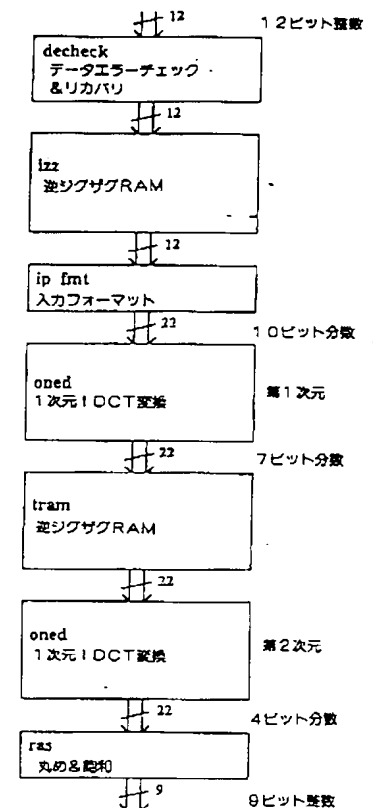 12
12ビット整数
decheck
データエラーチェック
&リカバリ
12
izz
逆ジグザグRAM
12
ip fmt
入力フォーマット
22
10ビット分数
oned
1次元IDCT変換
第1次元
22
7ビット分数
tram
逆ジグザグRAM
22
oned
1次元IDCT変換
第2次元
22
4ビット分数
ras
丸め&飽和
9
9ビット整数